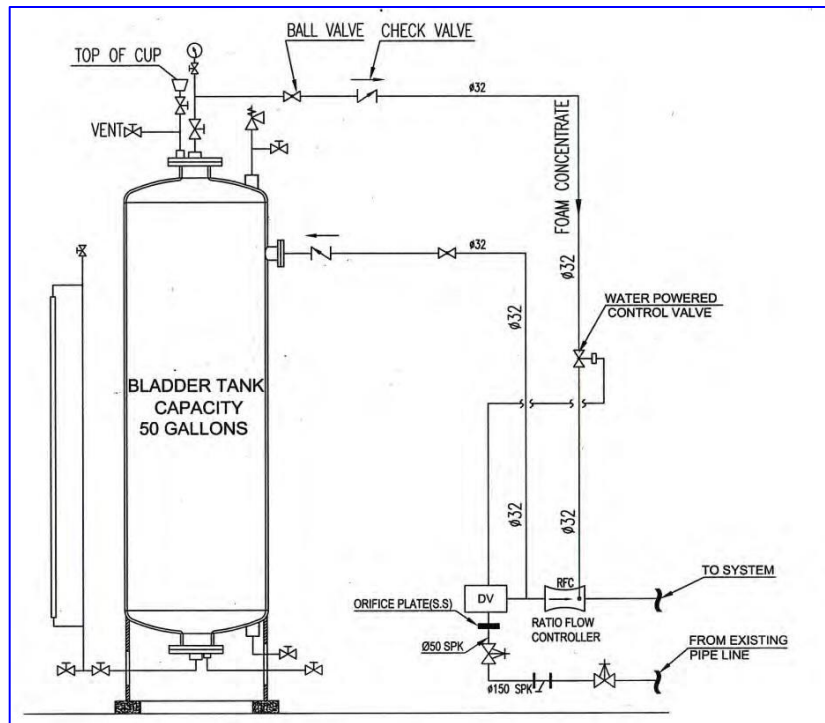 BALL VALVE
CHECK VALVE
TOP OF CUP
ø32
VENT
FOAM CONCENTRATE
ø32
ø32
ø32
WATER POWERED
CONTROL VALVE
BLADDER TANK
CAPACITY
50 GALLONS
ø32
ø32
RFC
TO SYSTEM
DV
ORIFICE PLATE(S.S)
RATIO FLOW
CONTROLLER
Ø50 SPK
FROM EXISTING
PIPE LINE
Ø150 SPK